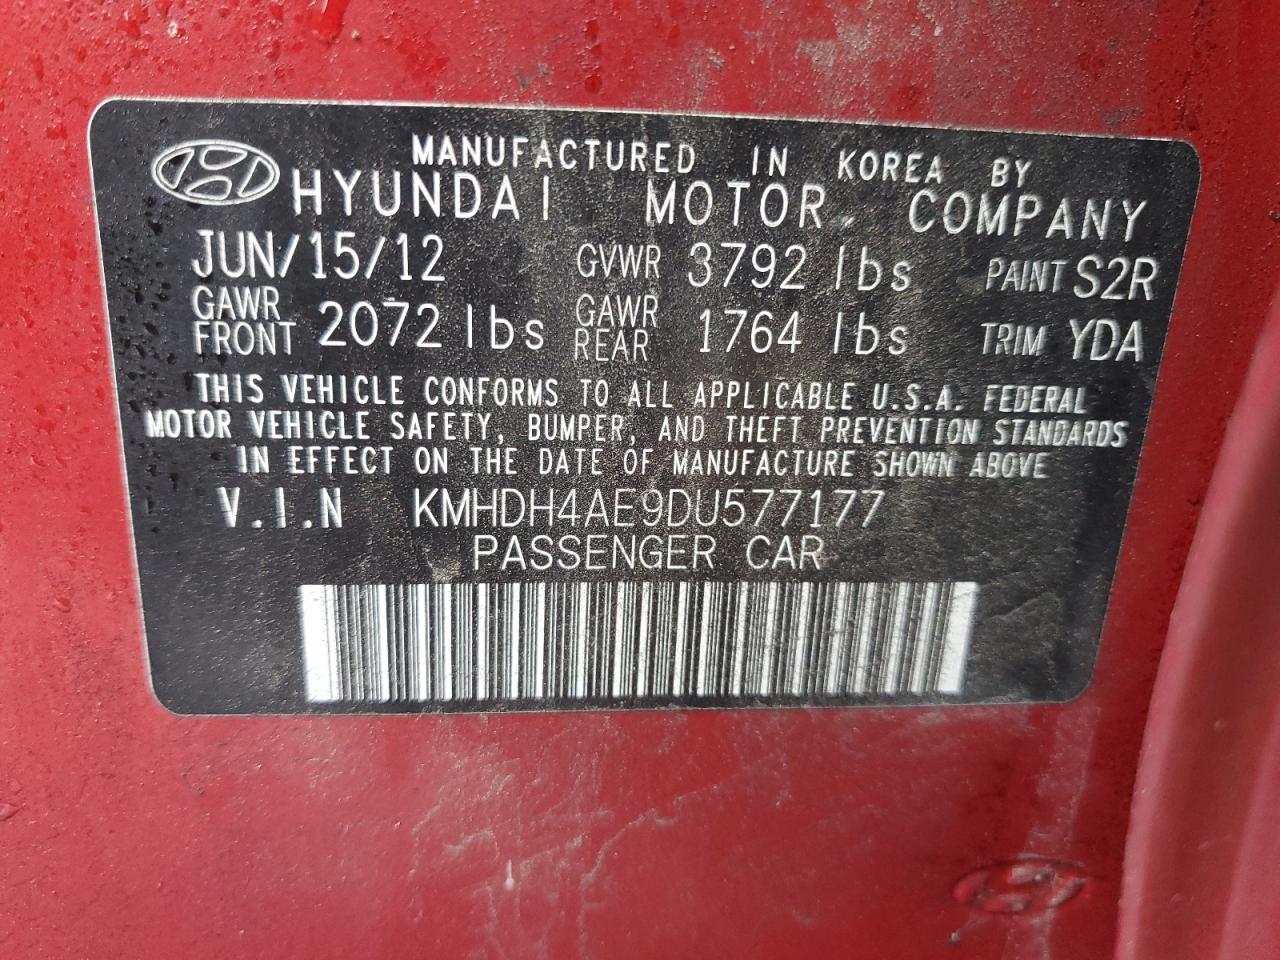 MANUFACTURED IN KOREA BY
HYUNDAI MOTOR COMPANY
JUN/15/12 GVWR 3792 lbs PAINT S2R
GAWR FRONT 2072 lbs GAWR REAR 1764 lbs TRIM YDA
THIS VEHICLE CONFORMS TO ALL APPLICABLE U.S.A. FEDERAL
MOTOR VEHICLE SAFETY, BUMPER, AND THEFT PREVENTION STANDARDS
IN EFFECT ON THE DATE OF MANUFACTURE SHOWN ABOVE
V.I.N KMHDH4AE9DU577177
PASSENGER CAR